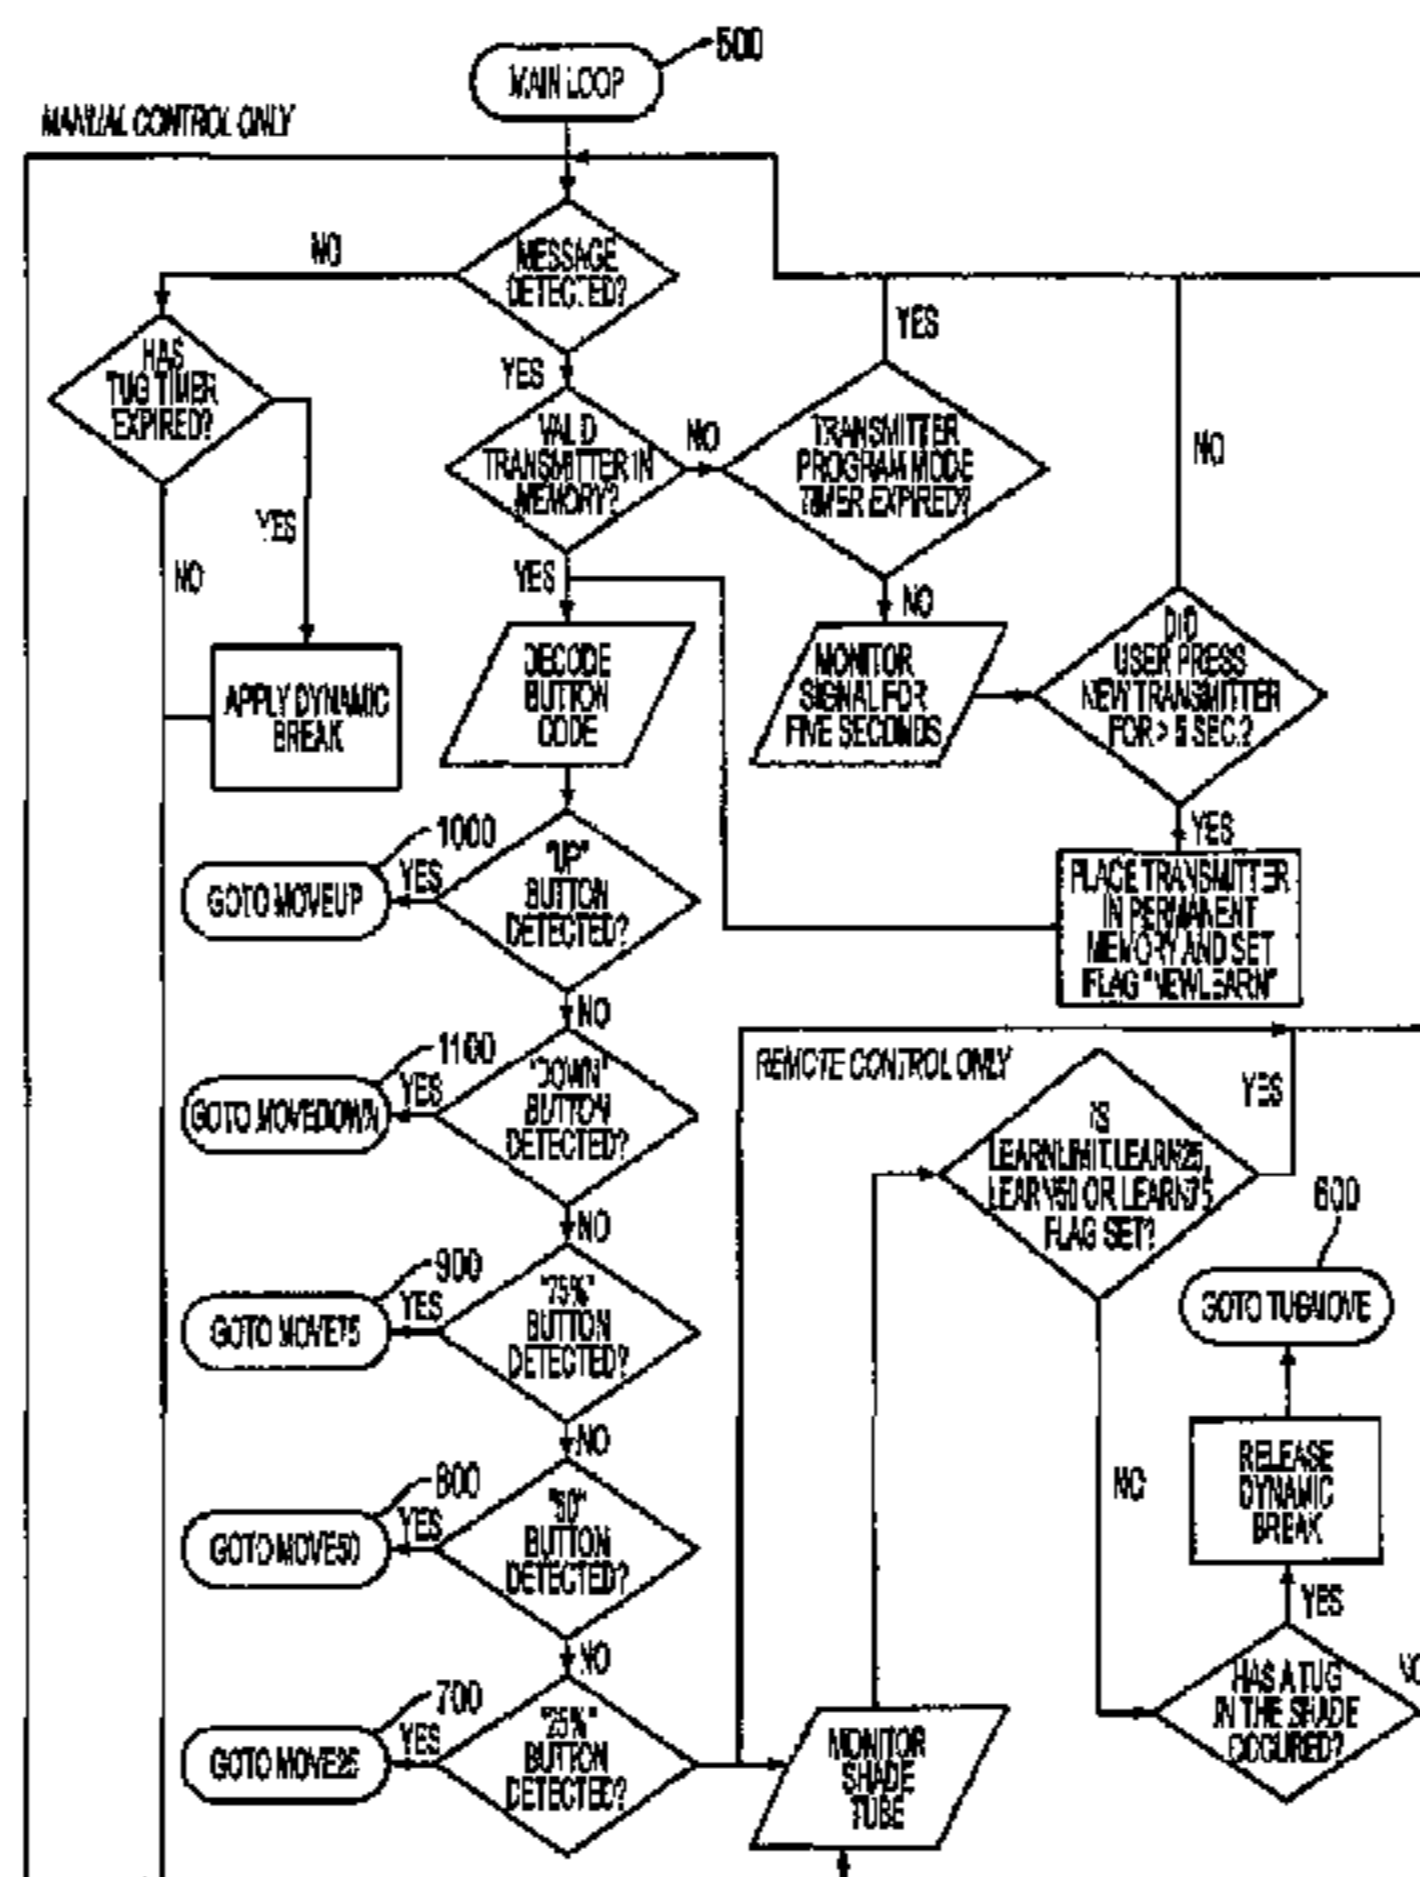 500
MAIN LOOP
MANUAL CONTROL ONLY
NO
MESSAGE
DETECTED?
YES
HAS
TUG TIMER
EXPIRED?
YES
NO
VALID
TRANSMITTER IN
MEMORY?
NO
TRANSMITTER
PROGRAM MODE
TIMER EXPIRED?
YES
NO
YES
NO
APPLY DYNAMIC
BREAK
DECODE
BUTTON
CODE
MONITOR
SIGNAL FOR
FIVE SECONDS
DID
USER PRESS
NEW TRANSMITTER
FOR > 5 SEC.?
YES
PLACE TRANSMITTER
IN PERMANENT
MEMORY AND SET
FLAG "NEWLEARN"
1000
GOTO MOVEUP
YES
"UP"
BUTTON
DETECTED?
NO
1100
GOTO MOVEDOWN
YES
"DOWN"
BUTTON
DETECTED?
NO
REMOTE CONTROL ONLY
IS
LEARNLIMIT, LEARN25,
LEARN50 OR LEARN75
FLAG SET?
YES
NO
600
GOTO TUGMOVE
900
GOTO MOVE75
YES
"75%"
BUTTON
DETECTED?
NO
RELEASE
DYNAMIC
BREAK
YES
800
GOTO MOVE50
YES
"50"
BUTTON
DETECTED?
NO
HAS A TUG
IN THE SHADE
OCCURED?
NO
700
GOTO MOVE25
YES
"25%"
BUTTON
DETECTED?
MONITOR
SHADE
TUBE